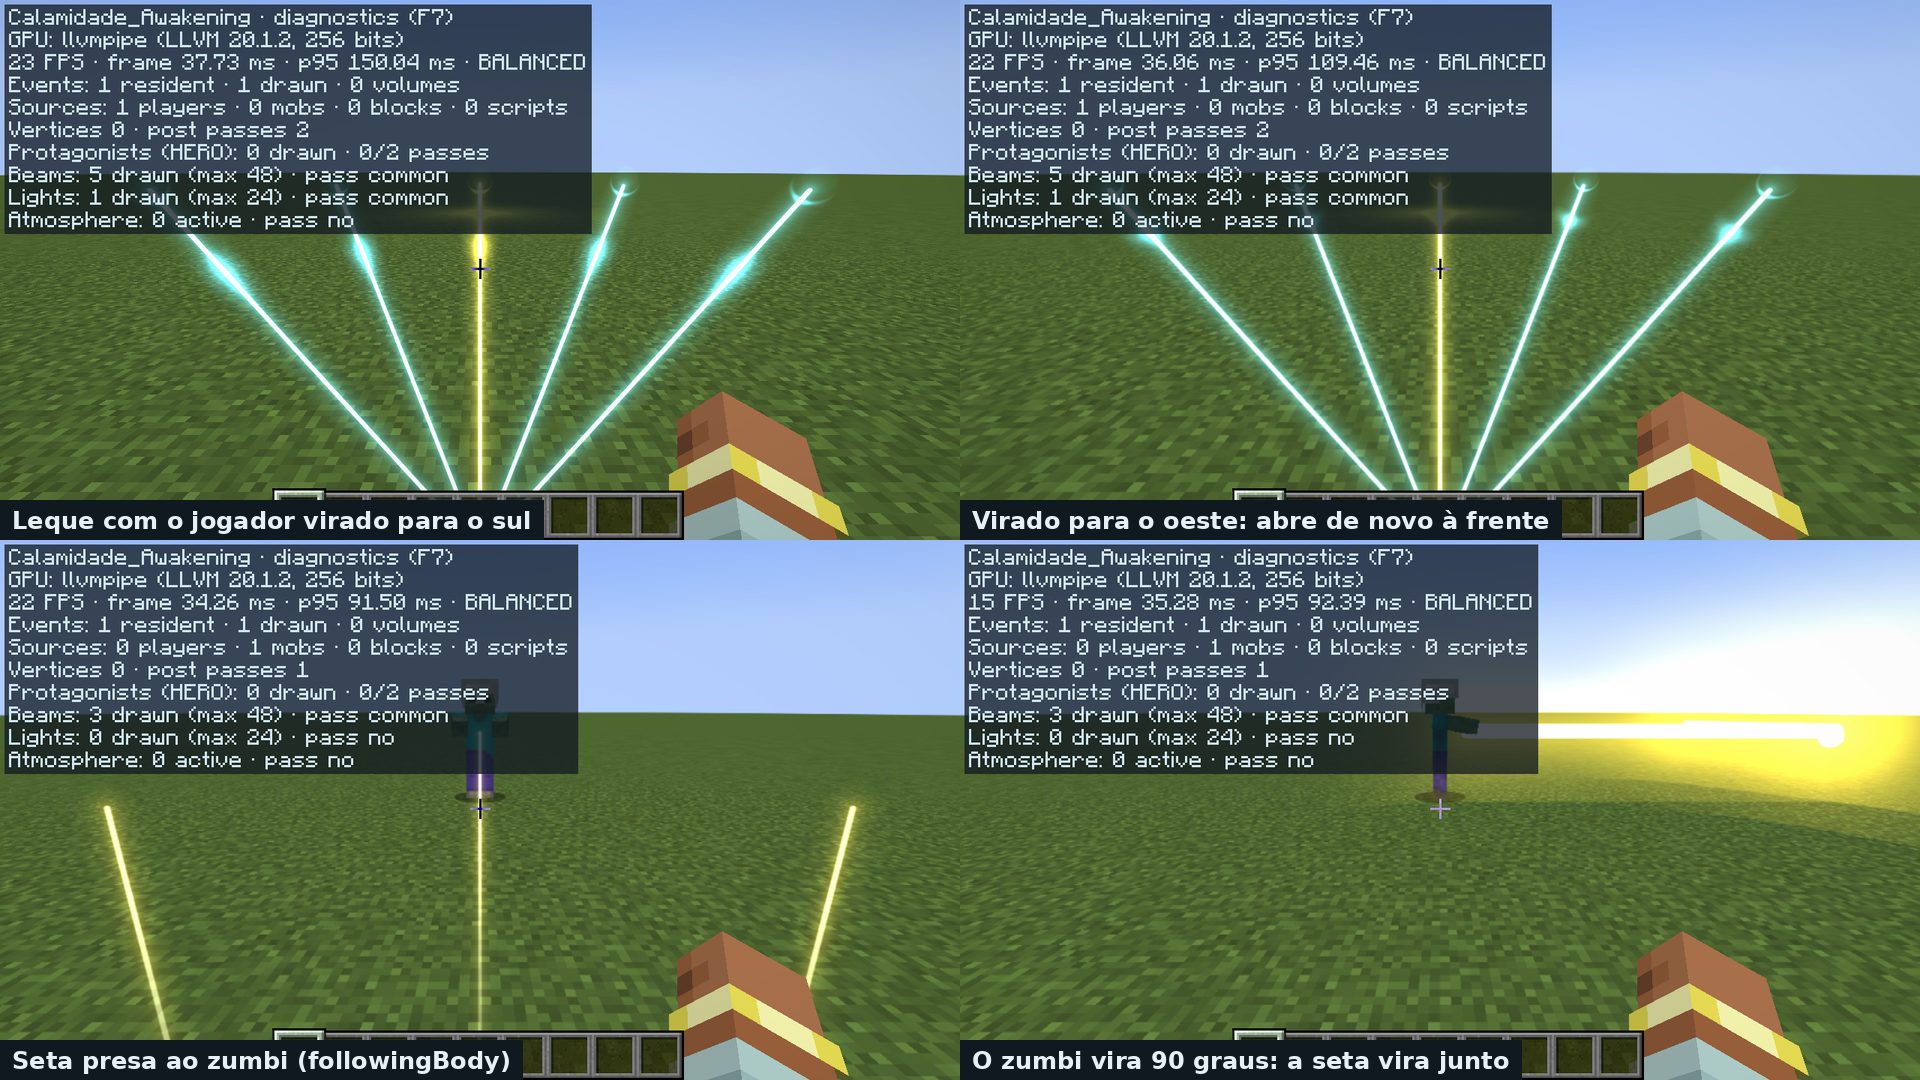 Calamidade_Awakening · diagnostics (F7)
GPU: llvmpipe (LLVM 20.1.2, 256 bits)
23 FPS · frame 37.73 ms · p95 150.04 ms · BALANCED
Events: 1 resident · 1 drawn · 0 volumes
Sources: 1 players · 0 mobs · 0 blocks · 0 scripts
Vertices 0 · post passes 2
Protagonists (HERO): 0 drawn · 0/2 passes
Beams: 5 drawn (max 48) · pass common
Lights: 1 drawn (max 24) · pass common
Atmosphere: 0 active · pass no
Leque com o jogador virado para o sul
Calamidade_Awakening · diagnostics (F7)
GPU: llvmpipe (LLVM 20.1.2, 256 bits)
22 FPS · frame 36.06 ms · p95 109.46 ms · BALANCED
Events: 1 resident · 1 drawn · 0 volumes
Sources: 1 players · 0 mobs · 0 blocks · 0 scripts
Vertices 0 · post passes 2
Protagonists (HERO): 0 drawn · 0/2 passes
Beams: 5 drawn (max 48) · pass common
Lights: 1 drawn (max 24) · pass common
Atmosphere: 0 active · pass no
Virado para o oeste: abre de novo à frente
Calamidade_Awakening · diagnostics (F7)
GPU: llvmpipe (LLVM 20.1.2, 256 bits)
22 FPS · frame 34.26 ms · p95 91.50 ms · BALANCED
Events: 1 resident · 1 drawn · 0 volumes
Sources: 0 players · 1 mobs · 0 blocks · 0 scripts
Vertices 0 · post passes 1
Protagonists (HERO): 0 drawn · 0/2 passes
Beams: 3 drawn (max 48) · pass common
Lights: 0 drawn (max 24) · pass no
Atmosphere: 0 active · pass no
Seta presa ao zumbi (followingBody)
Calamidade_Awakening · diagnostics (F7)
GPU: llvmpipe (LLVM 20.1.2, 256 bits)
15 FPS · frame 35.28 ms · p95 92.39 ms · BALANCED
Events: 1 resident · 1 drawn · 0 volumes
Sources: 0 players · 1 mobs · 0 blocks · 0 scripts
Vertices 0 · post passes 1
Protagonists (HERO): 0 drawn · 0/2 passes
Beams: 3 drawn (max 48) · pass common
Lights: 0 drawn (max 24) · pass no
Atmosphere: 0 active · pass no
O zumbi vira 90 graus: a seta vira junto